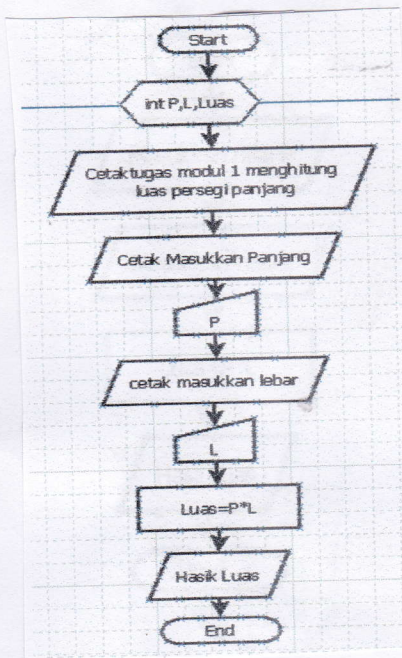 Start
int P,L,Luas
Cetaktugas modul 1 menghitung
luas persegi panjang
Cetak Masukkan Panjang
P
cetak masukkan lebar
L
Luas=P*L
Hasik Luas
End